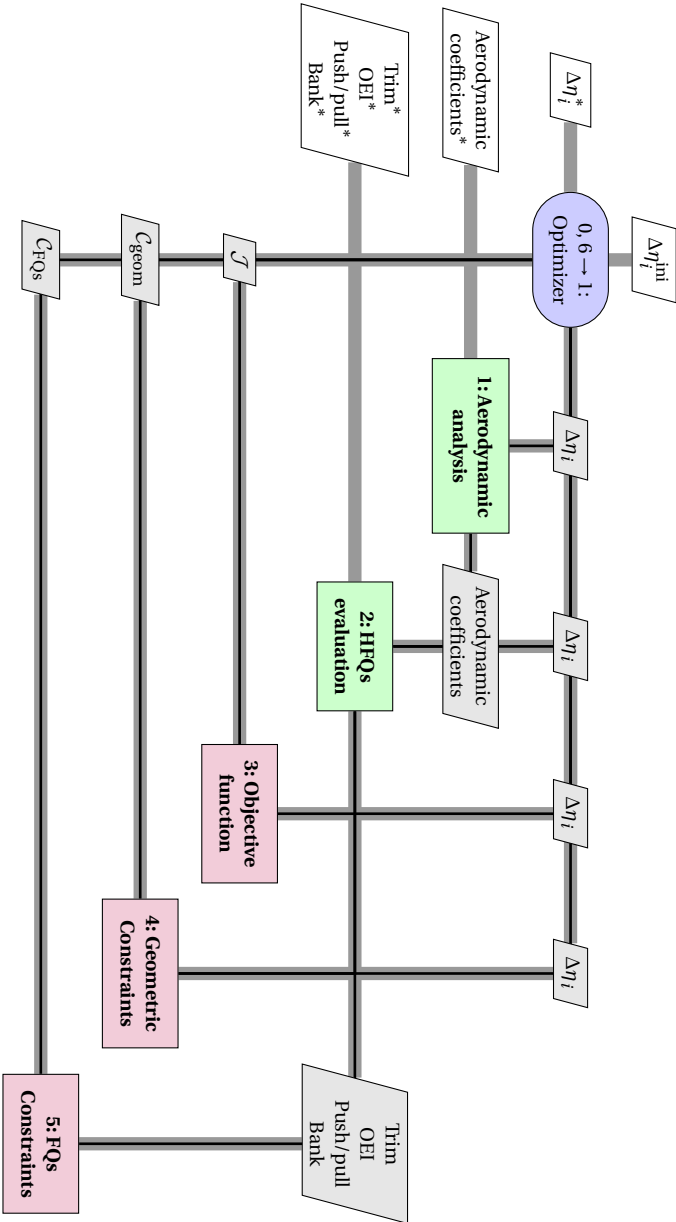 Δη_i^ini
Δη_i^*
0, 6 → 1:
Optimizer
Δη_i
Δη_i
Δη_i
Δη_i
Aerodynamic
coefficients*
1: Aerodynamic
analysis
Aerodynamic
coefficients
Trim*
OEI*
Push/pull*
Bank*
2: HFQs
evaluation
Trim
OEI
Push/pull
Bank
𝒥
3: Objective
function
𝒞_geom
4: Geometric
Constraints
𝒞_FQs
5: FQs
Constraints